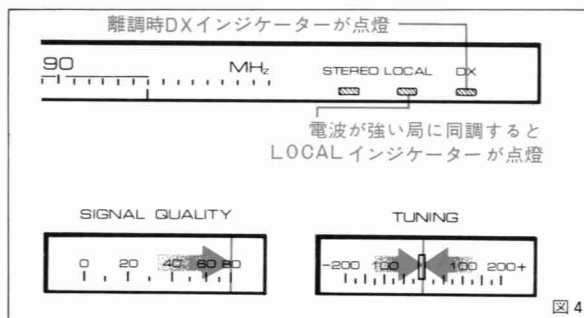 離調時DXインジケーターが点燈
90 MHz STEREO LOCAL DX
電波が強い局に同調すると
LOCALインジケーターが点燈
SIGNAL QUALITY
0 20 40 60 80
TUNING
-200 100 100 200+
図4